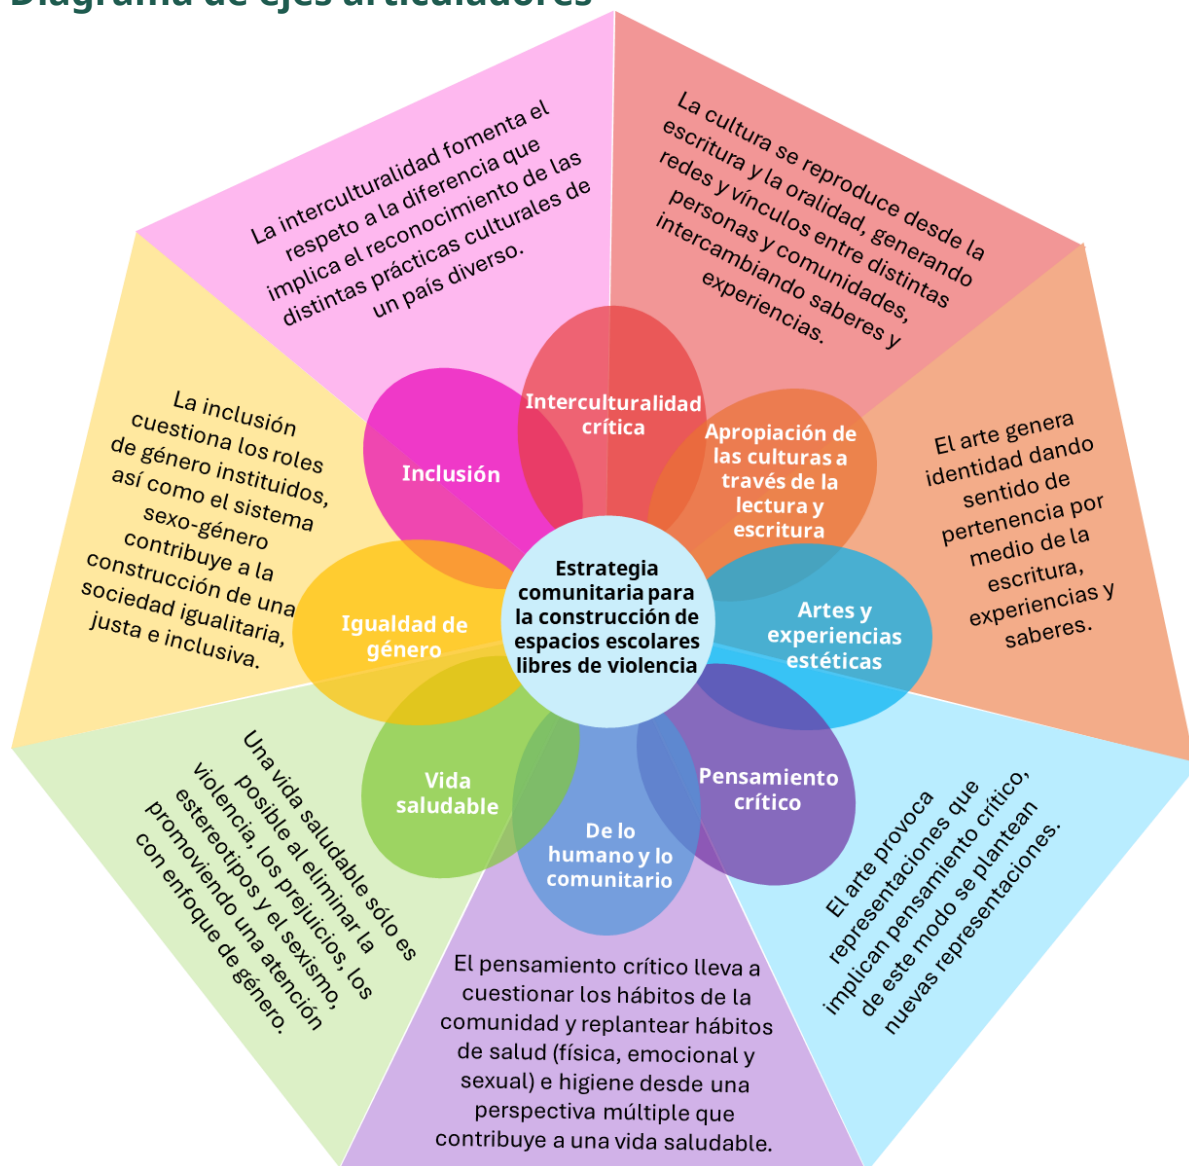 Diagrama de ejes articuladores
La interculturalidad fomenta el
respeto a la diferencia que
implica el reconocimiento de las
distintas prácticas culturales de
un país diverso.
La cultura se reproduce desde la
escritura y la oralidad, generando
redes y vínculos entre distintas
personas y comunidades,
intercambiando saberes y
experiencias.
La inclusión
cuestiona los roles
de género instituidos,
así como el sistema
sexo-género
contribuye a la
construcción de una
sociedad igualitaria,
justa e inclusiva.
El arte genera
identidad dando
sentido de
pertenencia por
medio de la
escritura,
experiencias y
saberes.
Interculturalidad
crítica
Inclusión
Apropiación de
las culturas a
través de la
lectura y
escritura
Igualdad de
género
Estrategia
comunitaria para
la construcción de
espacios escolares
libres de violencia
Artes y
experiencias
estéticas
Vida
saludable
De lo
humano y lo
comunitario
Pensamiento
crítico
Una vida saludable sólo es
posible al eliminar la
violencia, los prejuicios, los
estereotipos y el sexismo,
promoviendo una atención
con enfoque de género.
El pensamiento crítico lleva a
cuestionar los hábitos de la
comunidad y replantear hábitos
de salud (física, emocional y
sexual) e higiene desde una
perspectiva múltiple que
contribuye a una vida saludable.
El arte provoca
representaciones que
implican pensamiento crítico,
de este modo se plantean
nuevas representaciones.